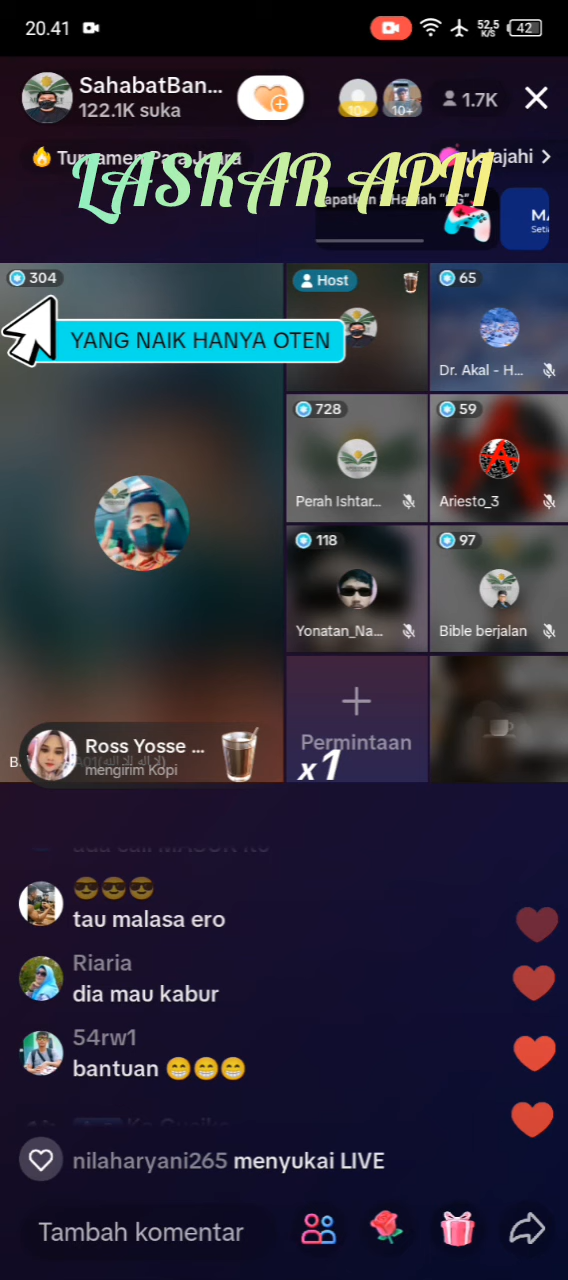 20.41
52,5
K/S
42
SahabatBan...
122.1K suka
30+
10+
1.7K
Turnamen Para Juara
Jelajahi >
LASKAR APII
304
Host
65
YANG NAIK HANYA OTEN
Dr. Akal - H...
728
59
Perah Ishtar...
Ariesto_3
118
97
Yonatan_Na...
Bible berjalan
Ross Yosse ...
mengirim Kopi
Permintaan
x1
😎😎😎
tau malasa ero
Riaria
dia mau kabur
54rw1
bantuan 😁😁😁
nilaharyani265 menyukai LIVE
Tambah komentar